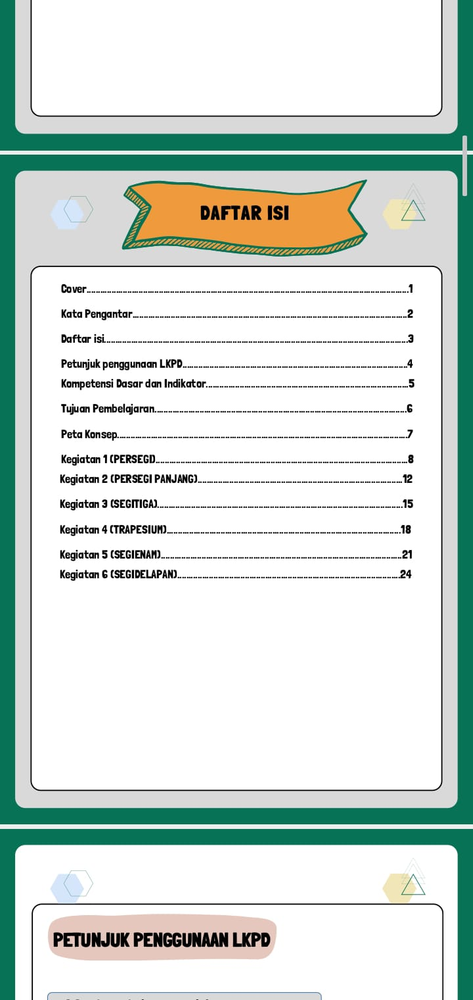 DAFTAR ISI
Cover..........................................................................................................................................1
Kata Pengantar......................................................................................................................2
Daftar isi..................................................................................................................................3
Petunjuk penggunaan LKPD................................................................................................4
Kompetensi Dasar dan Indikator.......................................................................................5
Tujuan Pembelajaran............................................................................................................6
Peta Konsep............................................................................................................................7
Kegiatan 1 (PERSEGI)............................................................................................................8
Kegiatan 2 (PERSEGI PANJANG)........................................................................................12
Kegiatan 3 (SEGITIGA)..........................................................................................................15
Kegiatan 4 (TRAPESIUM).....................................................................................................18
Kegiatan 5 (SEGIENAM)........................................................................................................21
Kegiatan 6 (SEGIDELAPAN)................................................................................................24
PETUNJUK PENGGUNAAN LKPD